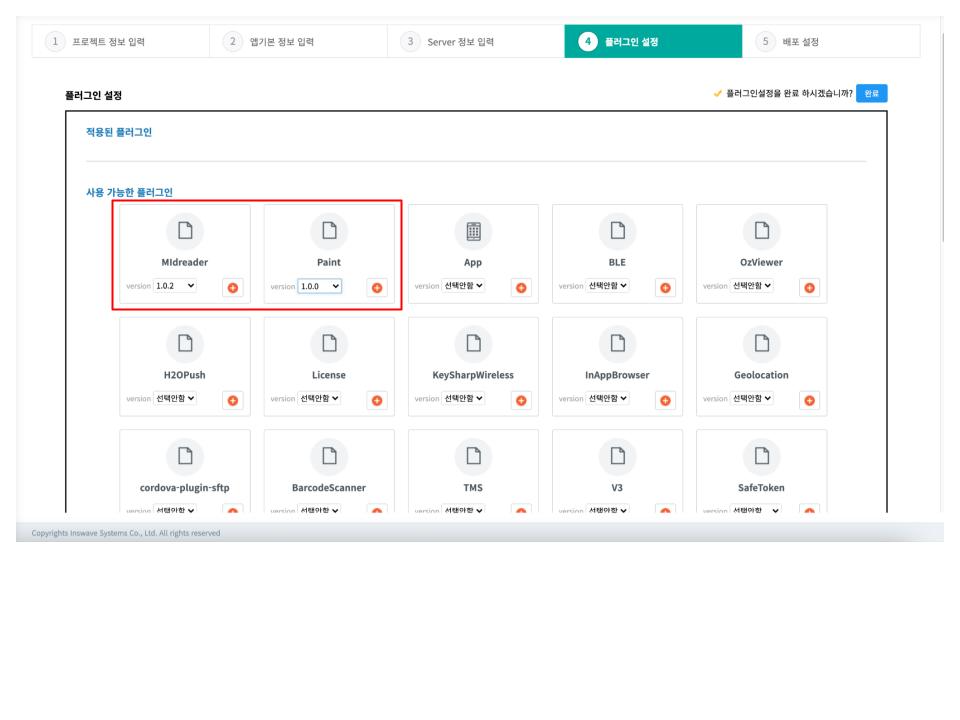 1 프로젝트 정보 입력 2 앱기본 정보 입력 3 Server 정보 입력 4 플러그인 설정 5 배포 설정
플러그인 설정 플러그인설정을 완료 하시겠습니까? 완료
적용된 플러그인
사용 가능한 플러그인
MIdreader Paint App BLE OzViewer
version 1.0.2 version 1.0.0 version 선택안함 version 선택안함 version 선택안함
H2OPush License KeySharpWireless InAppBrowser Geolocation
version 선택안함 version 선택안함 version 선택안함 version 선택안함 version 선택안함
cordova-plugin-sftp BarcodeScanner TMS V3 SafeToken
version 선택안함 version 선택안함 version 선택안함 version 선택안함 version 선택안함
Copyrights Inswave Systems Co., Ltd. All rights reserved